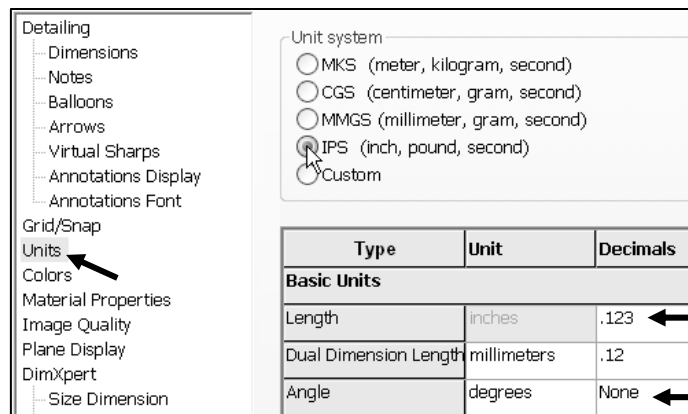 Detailing
Dimensions
Notes
Balloons
Arrows
Virtual Sharps
Annotations Display
Annotations Font
Grid/Snap
Units
Colors
Material Properties
Image Quality
Plane Display
DimXpert
Size Dimension
Unit system
MKS (meter, kilogram, second)
CGS (centimeter, gram, second)
MMGS (millimeter, gram, second)
IPS (inch, pound, second)
Custom
Type Unit Decimals
Basic Units
Length inches .123
Dual Dimension Length millimeters .12
Angle degrees None